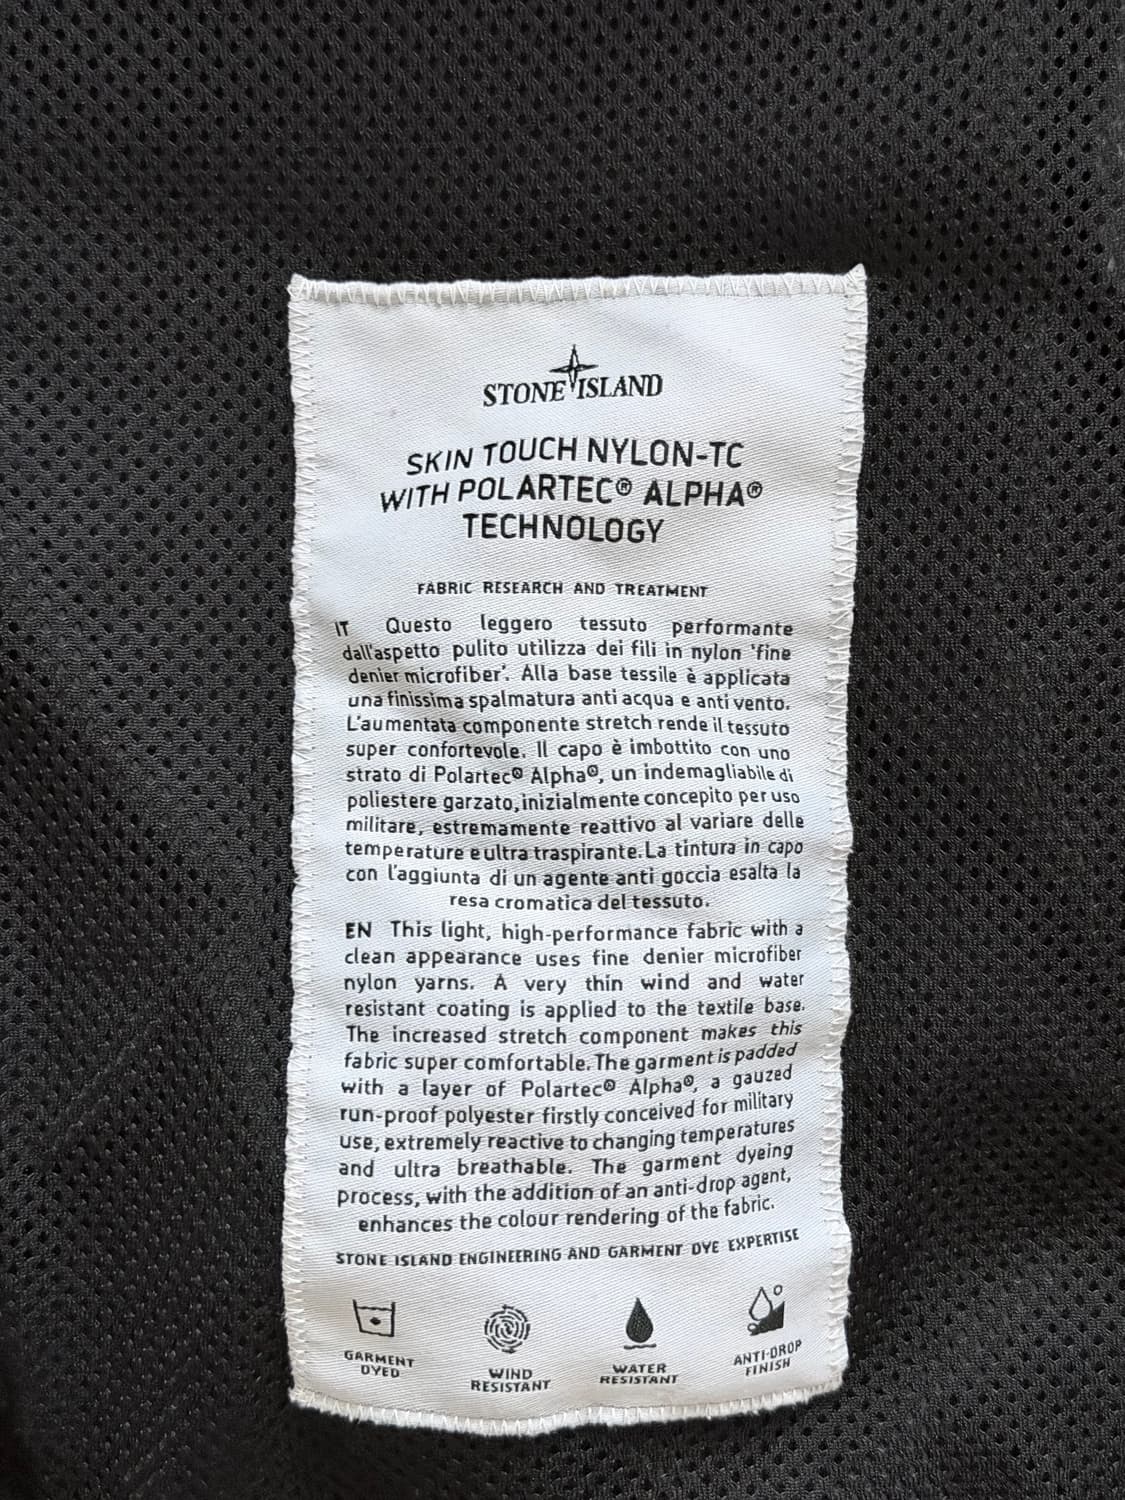 STONE ISLAND
SKIN TOUCH NYLON-TC
WITH POLARTEC® ALPHA®
TECHNOLOGY
FABRIC RESEARCH AND TREATMENT
IT Questo leggero tessuto performante
dall'aspetto pulito utilizza dei fili in nylon 'fine
denier microfiber'. Alla base tessile è applicata
una finissima spalmatura anti acqua e anti vento.
L'aumentata componente stretch rende il tessuto
super confortevole. Il capo è imbottito con uno
strato di Polartec® Alpha®, un indemagliabile di
poliestere garzato, inizialmente concepito per uso
militare, estremamente reattivo al variare delle
temperature e ultra traspirante. La tintura in capo
con l'aggiunta di un agente anti goccia esalta la
resa cromatica del tessuto.
EN This light, high-performance fabric with a
clean appearance uses fine denier microfiber
nylon yarns. A very thin wind and water
resistant coating is applied to the textile base.
The increased stretch component makes this
fabric super comfortable. The garment is padded
with a layer of Polartec® Alpha®, a gauzed
run-proof polyester firstly conceived for military
use, extremely reactive to changing temperatures
and ultra breathable. The garment dyeing
process, with the addition of an anti-drop agent,
enhances the colour rendering of the fabric.
STONE ISLAND ENGINEERING AND GARMENT DYE EXPERTISE
GARMENT
DYED
WIND
RESISTANT
WATER
RESISTANT
ANTI-DROP
FINISH